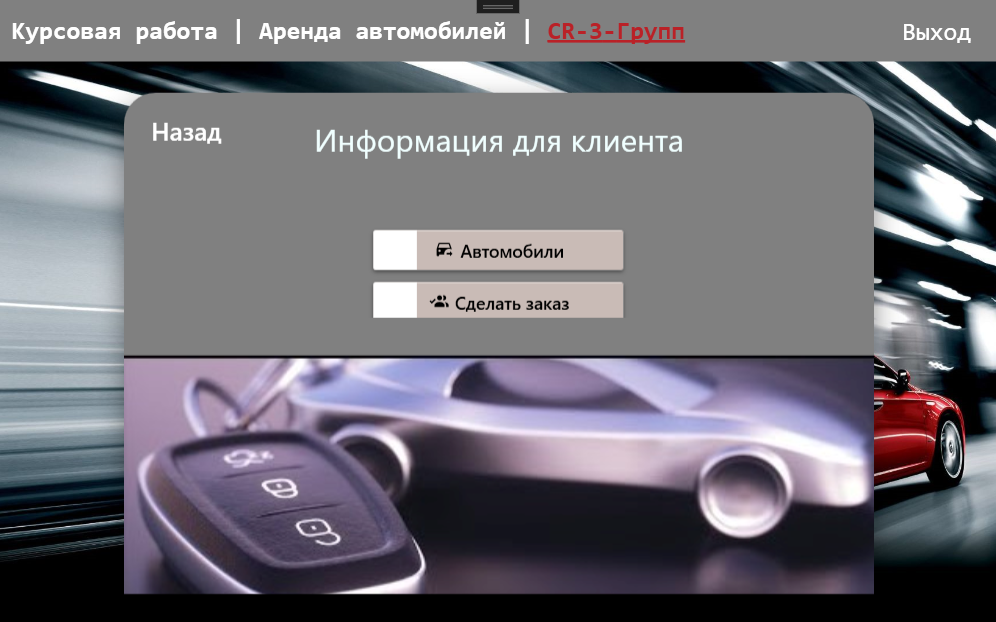 Курсовая работа | Аренда автомобилей | CR-3-Групп
Выход
Назад
Информация для клиента
Автомобили
Сделать заказ